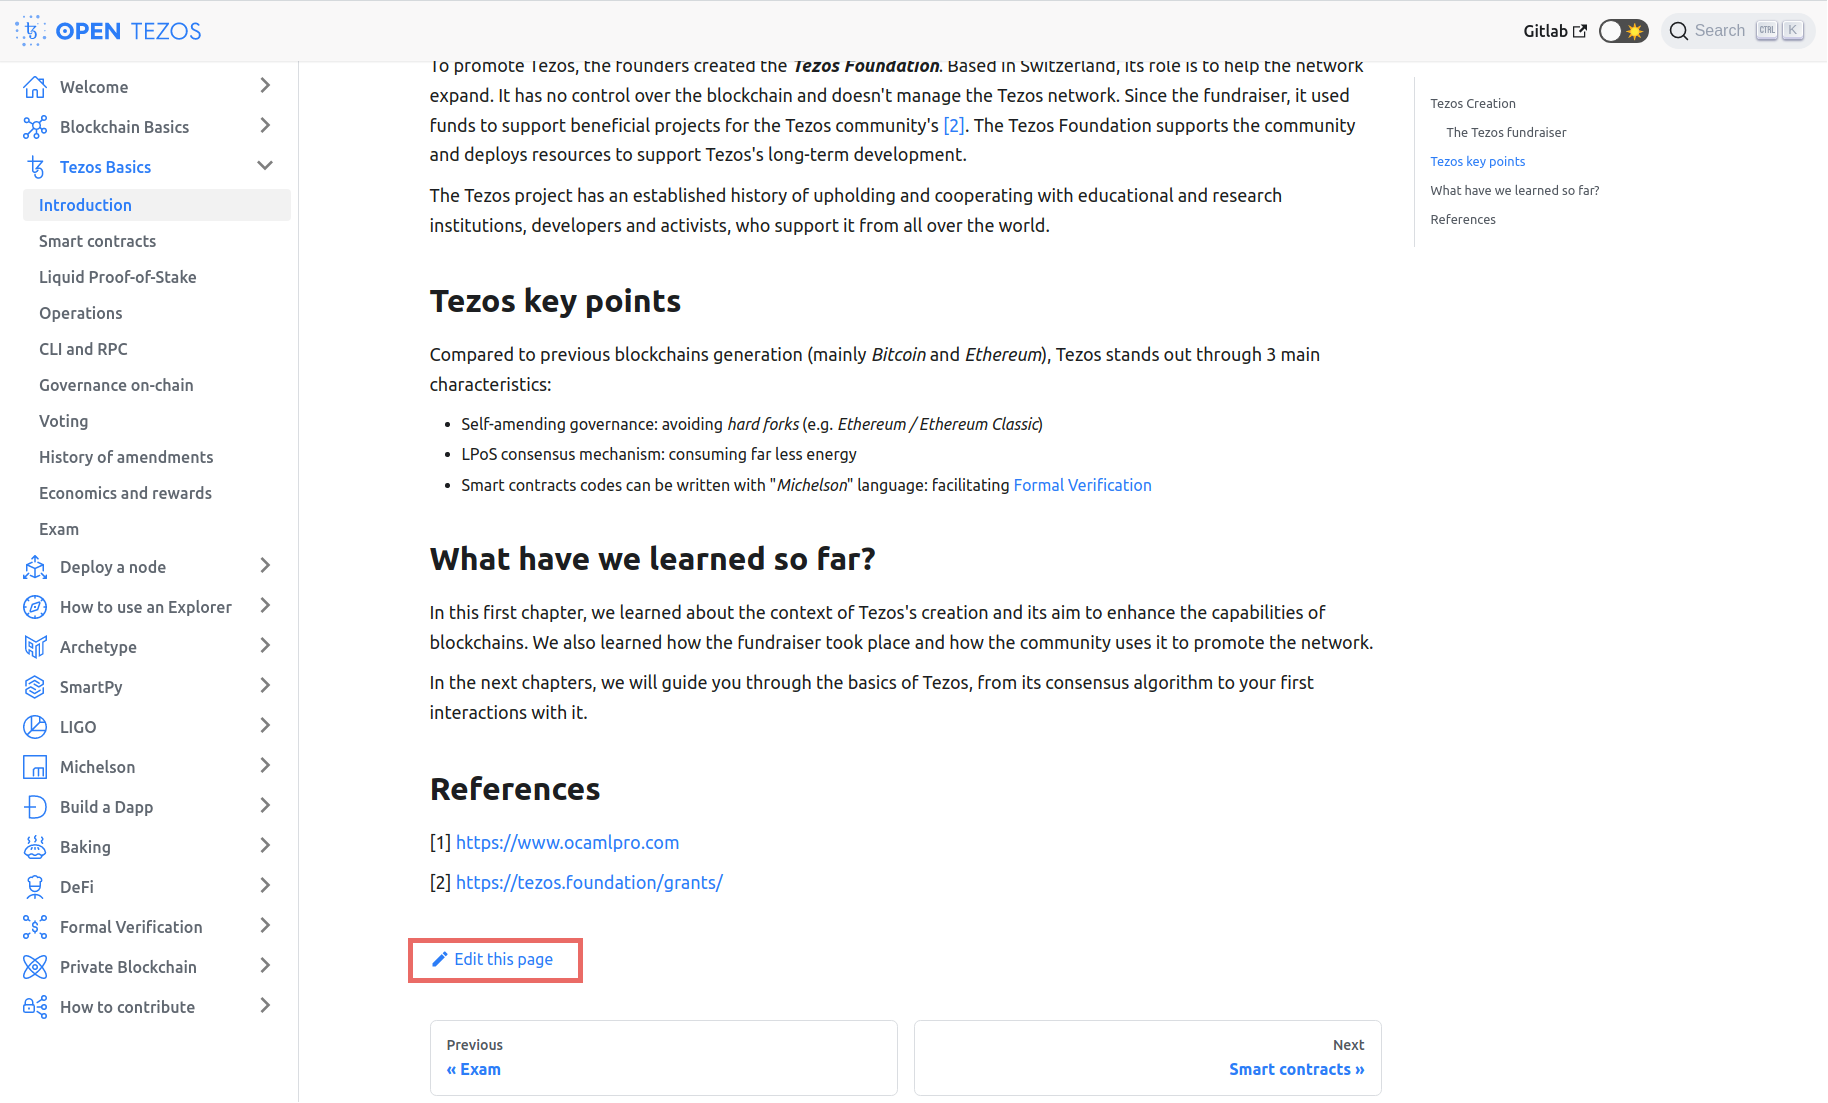 OPEN TEZOS
Gitlab
Search CTRL K
Welcome
Blockchain Basics
Tezos Basics
Introduction
Smart contracts
Liquid Proof-of-Stake
Operations
CLI and RPC
Governance on-chain
Voting
History of amendments
Economics and rewards
Exam
Deploy a node
How to use an Explorer
Archetype
SmartPy
LIGO
Michelson
Build a Dapp
Baking
DeFi
Formal Verification
Private Blockchain
How to contribute
To promote Tezos, the founders created the Tezos Foundation. Based in Switzerland, its role is to help the network
expand. It has no control over the blockchain and doesn't manage the Tezos network. Since the fundraiser, it used
funds to support beneficial projects for the Tezos community's [2]. The Tezos Foundation supports the community
and deploys resources to support Tezos's long-term development.
The Tezos project has an established history of upholding and cooperating with educational and research
institutions, developers and activists, who support it from all over the world.
Tezos key points
Compared to previous blockchains generation (mainly Bitcoin and Ethereum), Tezos stands out through 3 main
characteristics:
• Self-amending governance: avoiding hard forks (e.g. Ethereum / Ethereum Classic)
• LPoS consensus mechanism: consuming far less energy
• Smart contracts codes can be written with "Michelson" language: facilitating Formal Verification
What have we learned so far?
In this first chapter, we learned about the context of Tezos's creation and its aim to enhance the capabilities of
blockchains. We also learned how the fundraiser took place and how the community uses it to promote the network.
In the next chapters, we will guide you through the basics of Tezos, from its consensus algorithm to your first
interactions with it.
References
[1] https://www.ocamlpro.com
[2] https://tezos.foundation/grants/
Edit this page
Previous
« Exam
Next
Smart contracts »
Tezos Creation
The Tezos fundraiser
Tezos key points
What have we learned so far?
References